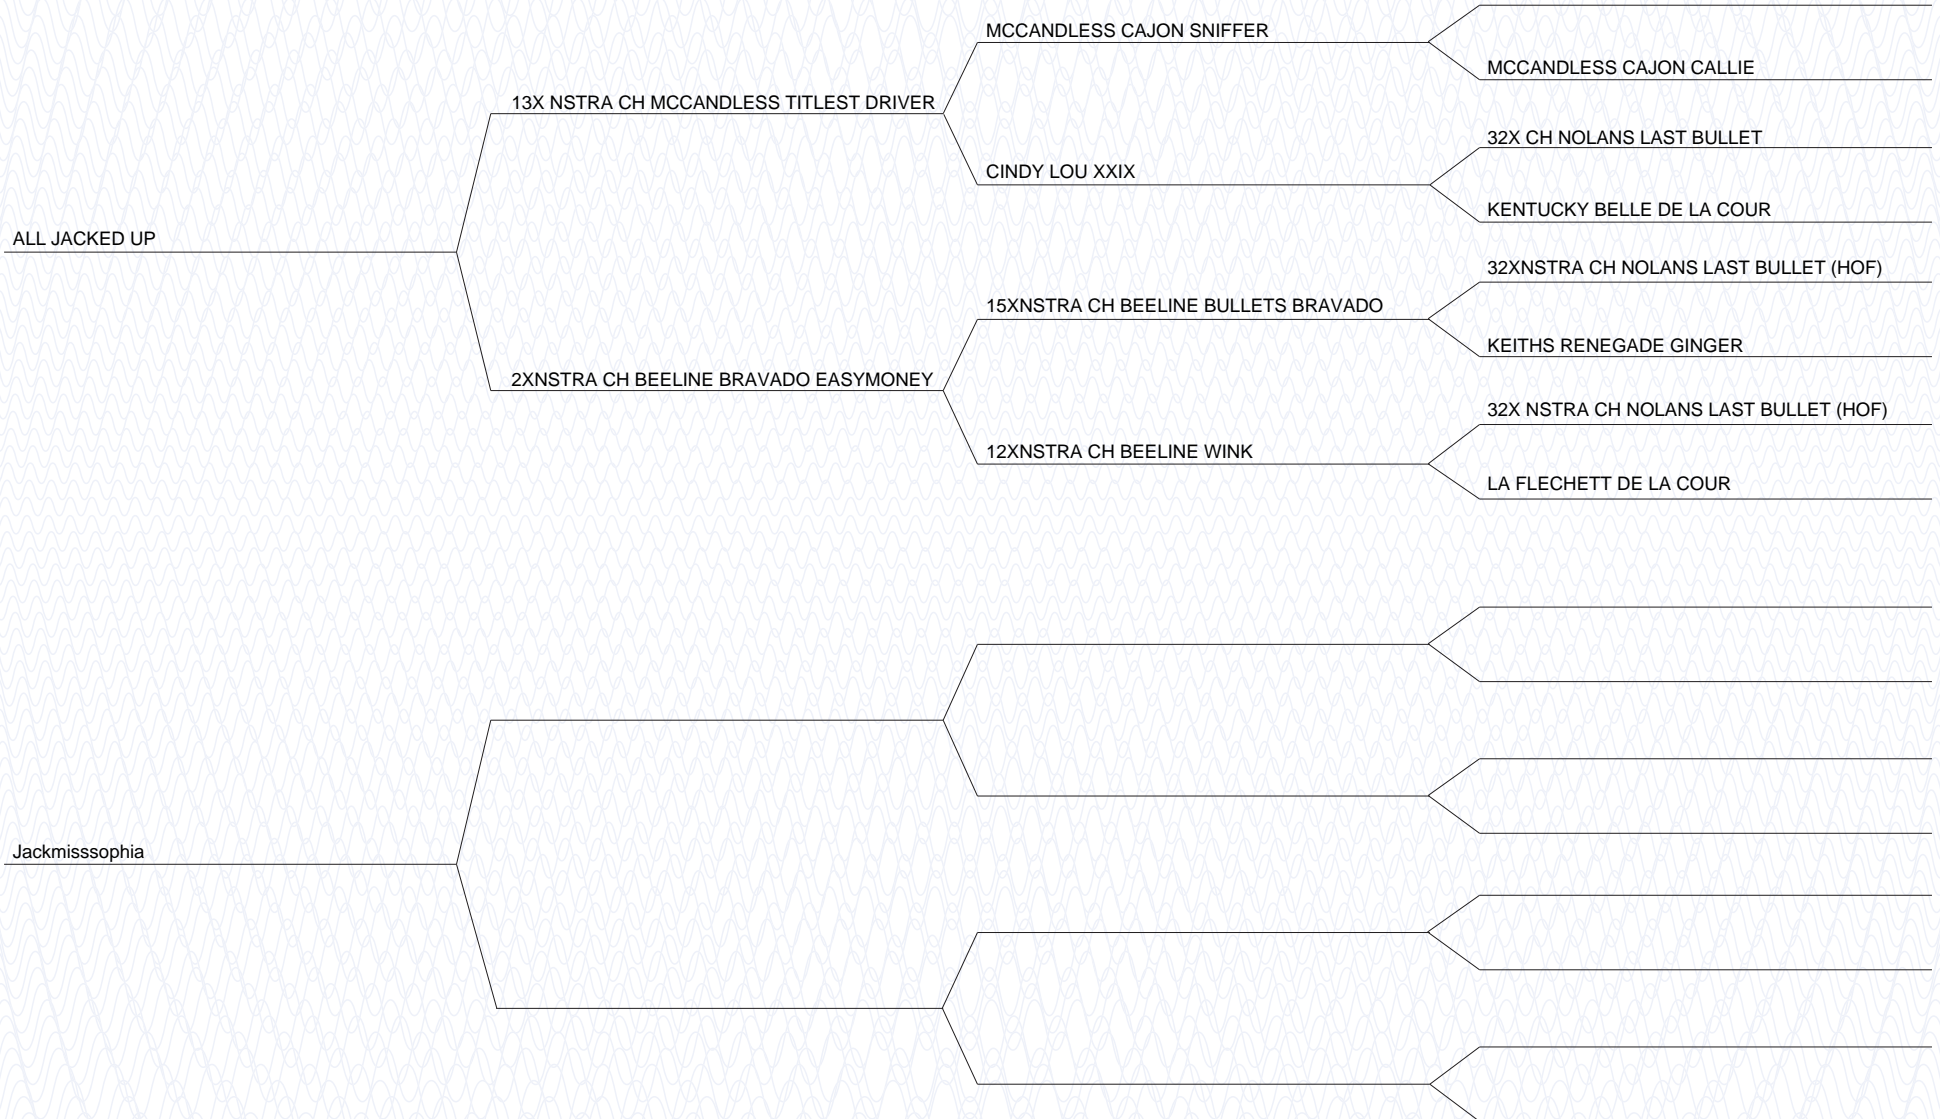 MCCANDLESS CAJON SNIFFER
MCCANDLESS CAJON CALLIE
13X NSTRA CH MCCANDLESS TITLEST DRIVER
32X CH NOLANS LAST BULLET
CINDY LOU XXIX
KENTUCKY BELLE DE LA COUR
ALL JACKED UP
32XNSTRA CH NOLANS LAST BULLET (HOF)
15XNSTRA CH BEELINE BULLETS BRAVADO
KEITHS RENEGADE GINGER
2XNSTRA CH BEELINE BRAVADO EASYMONEY
32X NSTRA CH NOLANS LAST BULLET (HOF)
12XNSTRA CH BEELINE WINK
LA FLECHETT DE LA COUR
Jackmisssophia